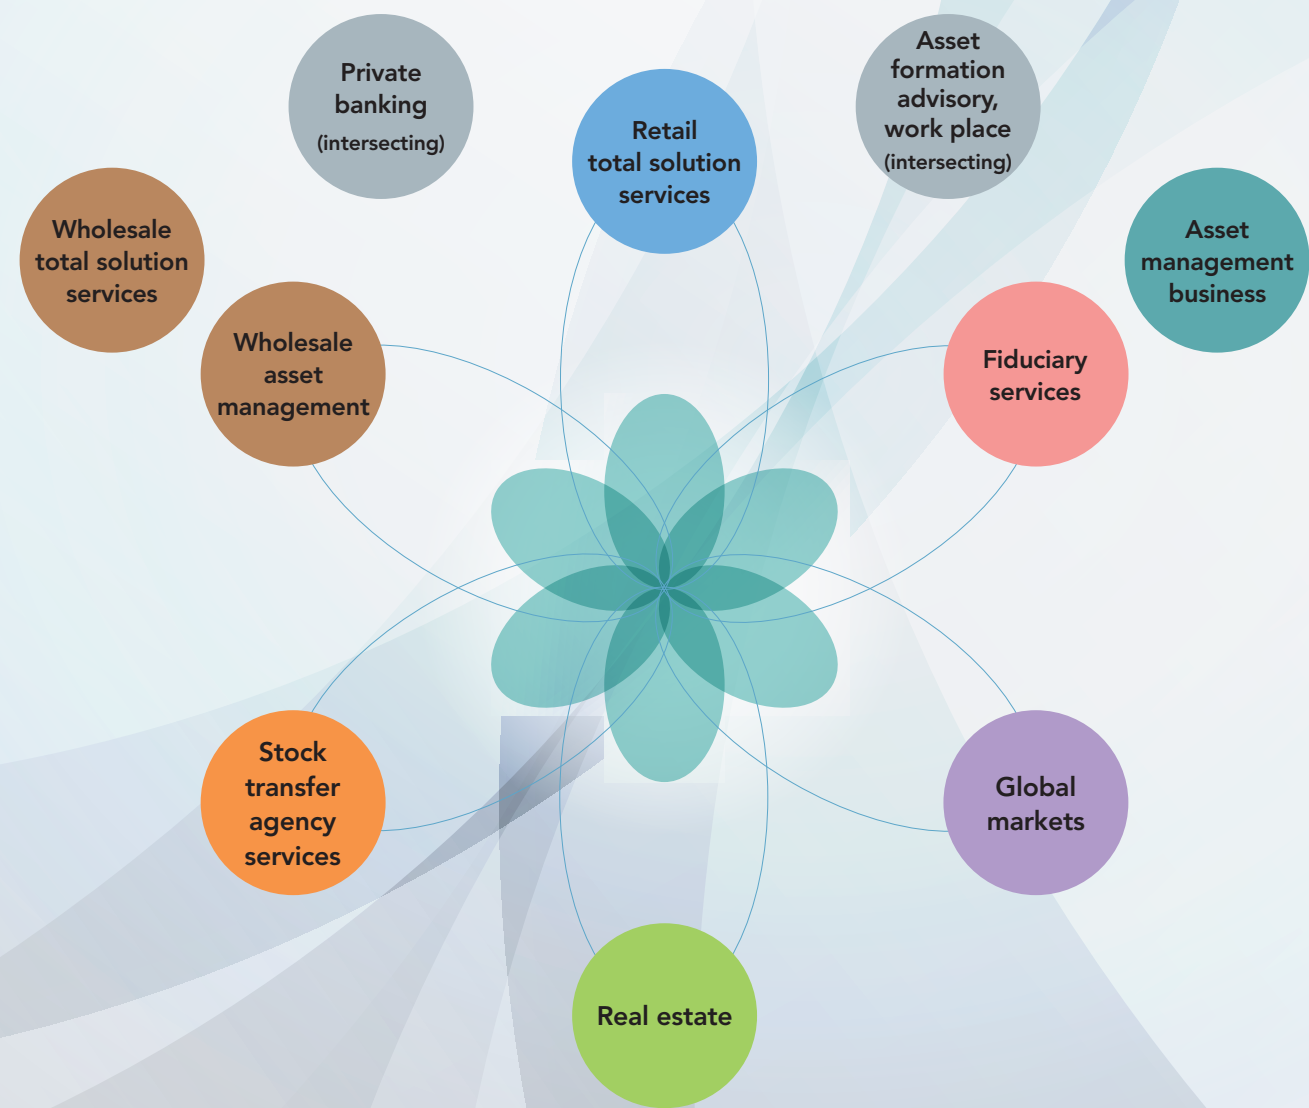 Private
banking
(intersecting)
Asset
formation
advisory,
work place
(intersecting)
Retail
total solution
services
Wholesale
total solution
services
Asset
management
business
Wholesale
asset
management
Fiduciary
services
Stock
transfer
agency
services
Global
markets
Real estate